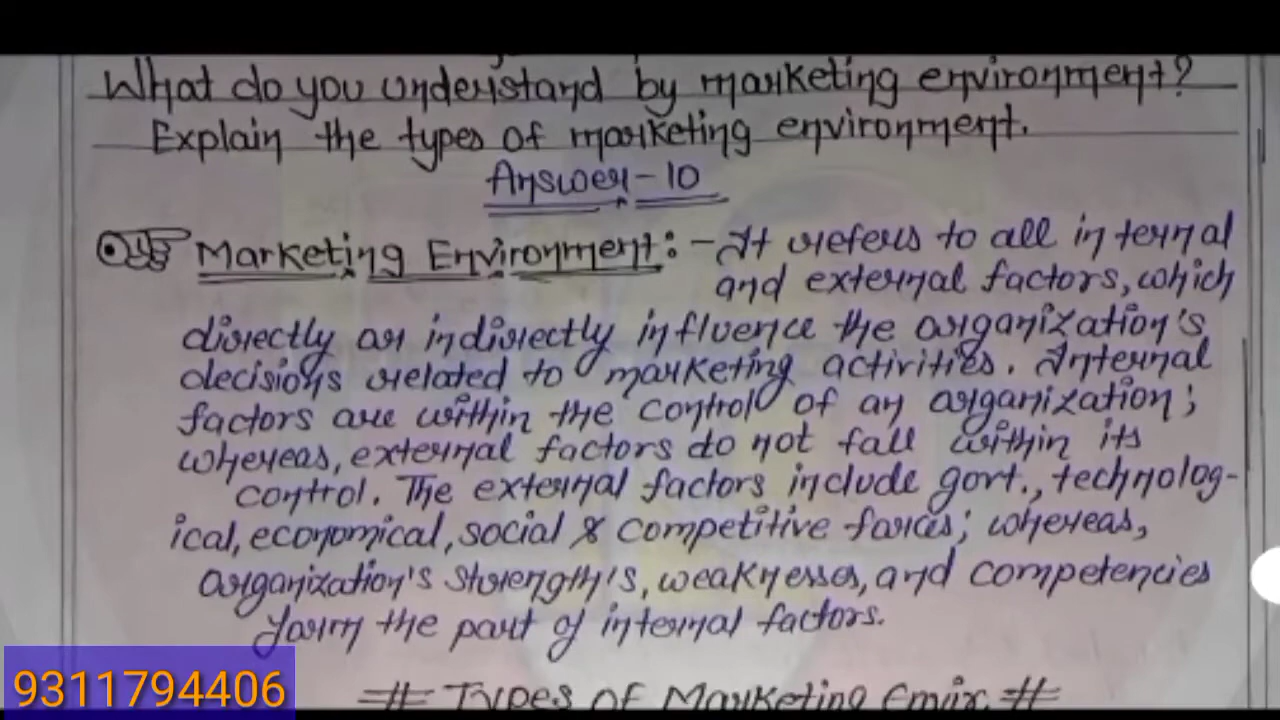 What do you understand by marketing environment?
Explain the types of marketing environment.
Answer-10
Marketing Environment:- It refers to all internal
and external factors, which
directly or indirectly influence the organization's
decisions related to marketing activities. Internal
factors are within the control of an organization;
whereas, external factors do not fall within its
control. The external factors include govt., technolog-
ical, economical, social & competitive forces; whereas,
organization's strength's, weaknesses, and competencies
form the part of internal factors.
9311794406
# Types of Marketing Envir. #